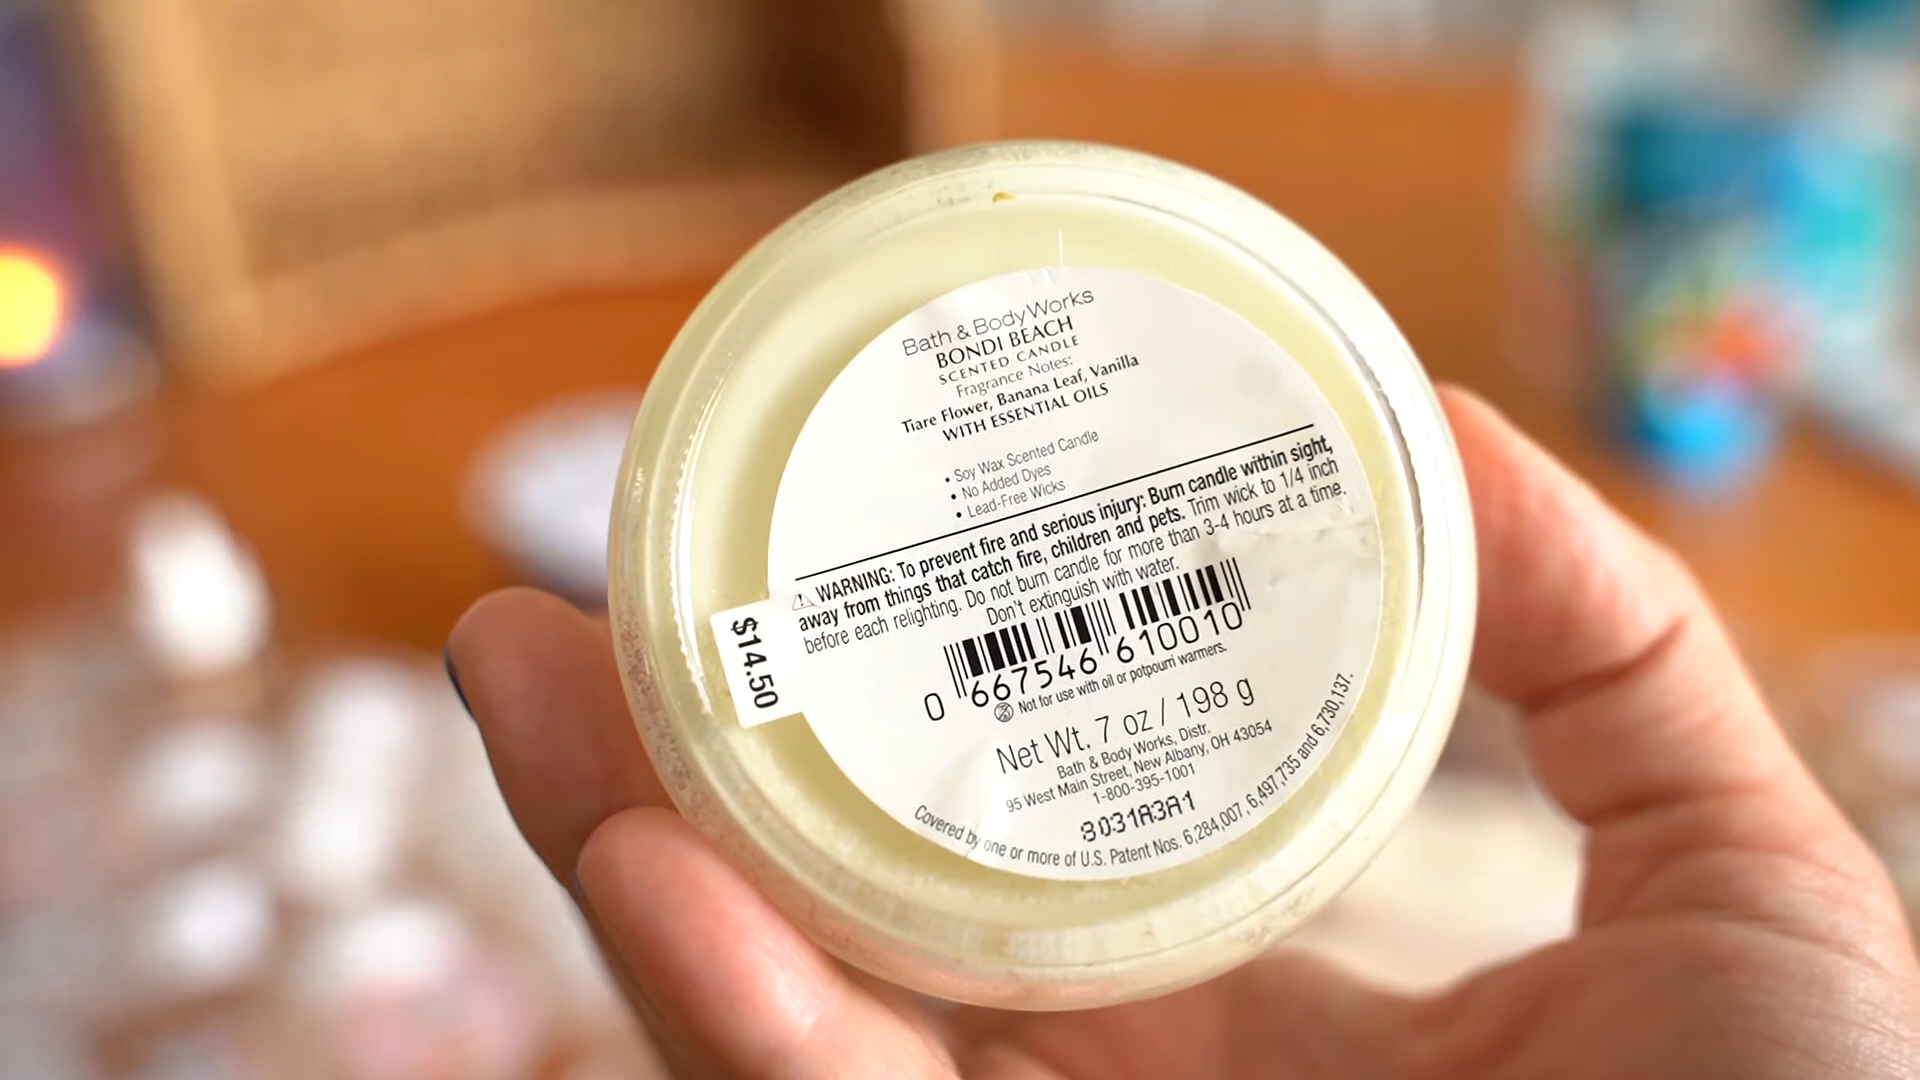 Bath & Body Works
BONDI BEACH
SCENTED CANDLE
Fragrance Notes:
Tiare Flower, Banana Leaf, Vanilla
WITH ESSENTIAL OILS
• Soy Wax Scented Candle
• No Added Dyes
• Lead-Free Wicks
⚠ WARNING: To prevent fire and serious injury: Burn candle within sight,
away from things that catch fire, children and pets. Trim wick to 1/4 inch
before each relighting. Do not burn candle for more than 3-4 hours at a time.
Don't extinguish with water.
$14.50
0 667546 610010
Not for use with oil or potpourri warmers.
Net Wt. 7 oz / 198 g
Bath & Body Works, Distr.
95 West Main Street, New Albany, OH 43054
1-800-395-1001
8031A3A1
Covered by one or more of U.S. Patent Nos. 6,284,007, 6,497,735 and 6,730,137.